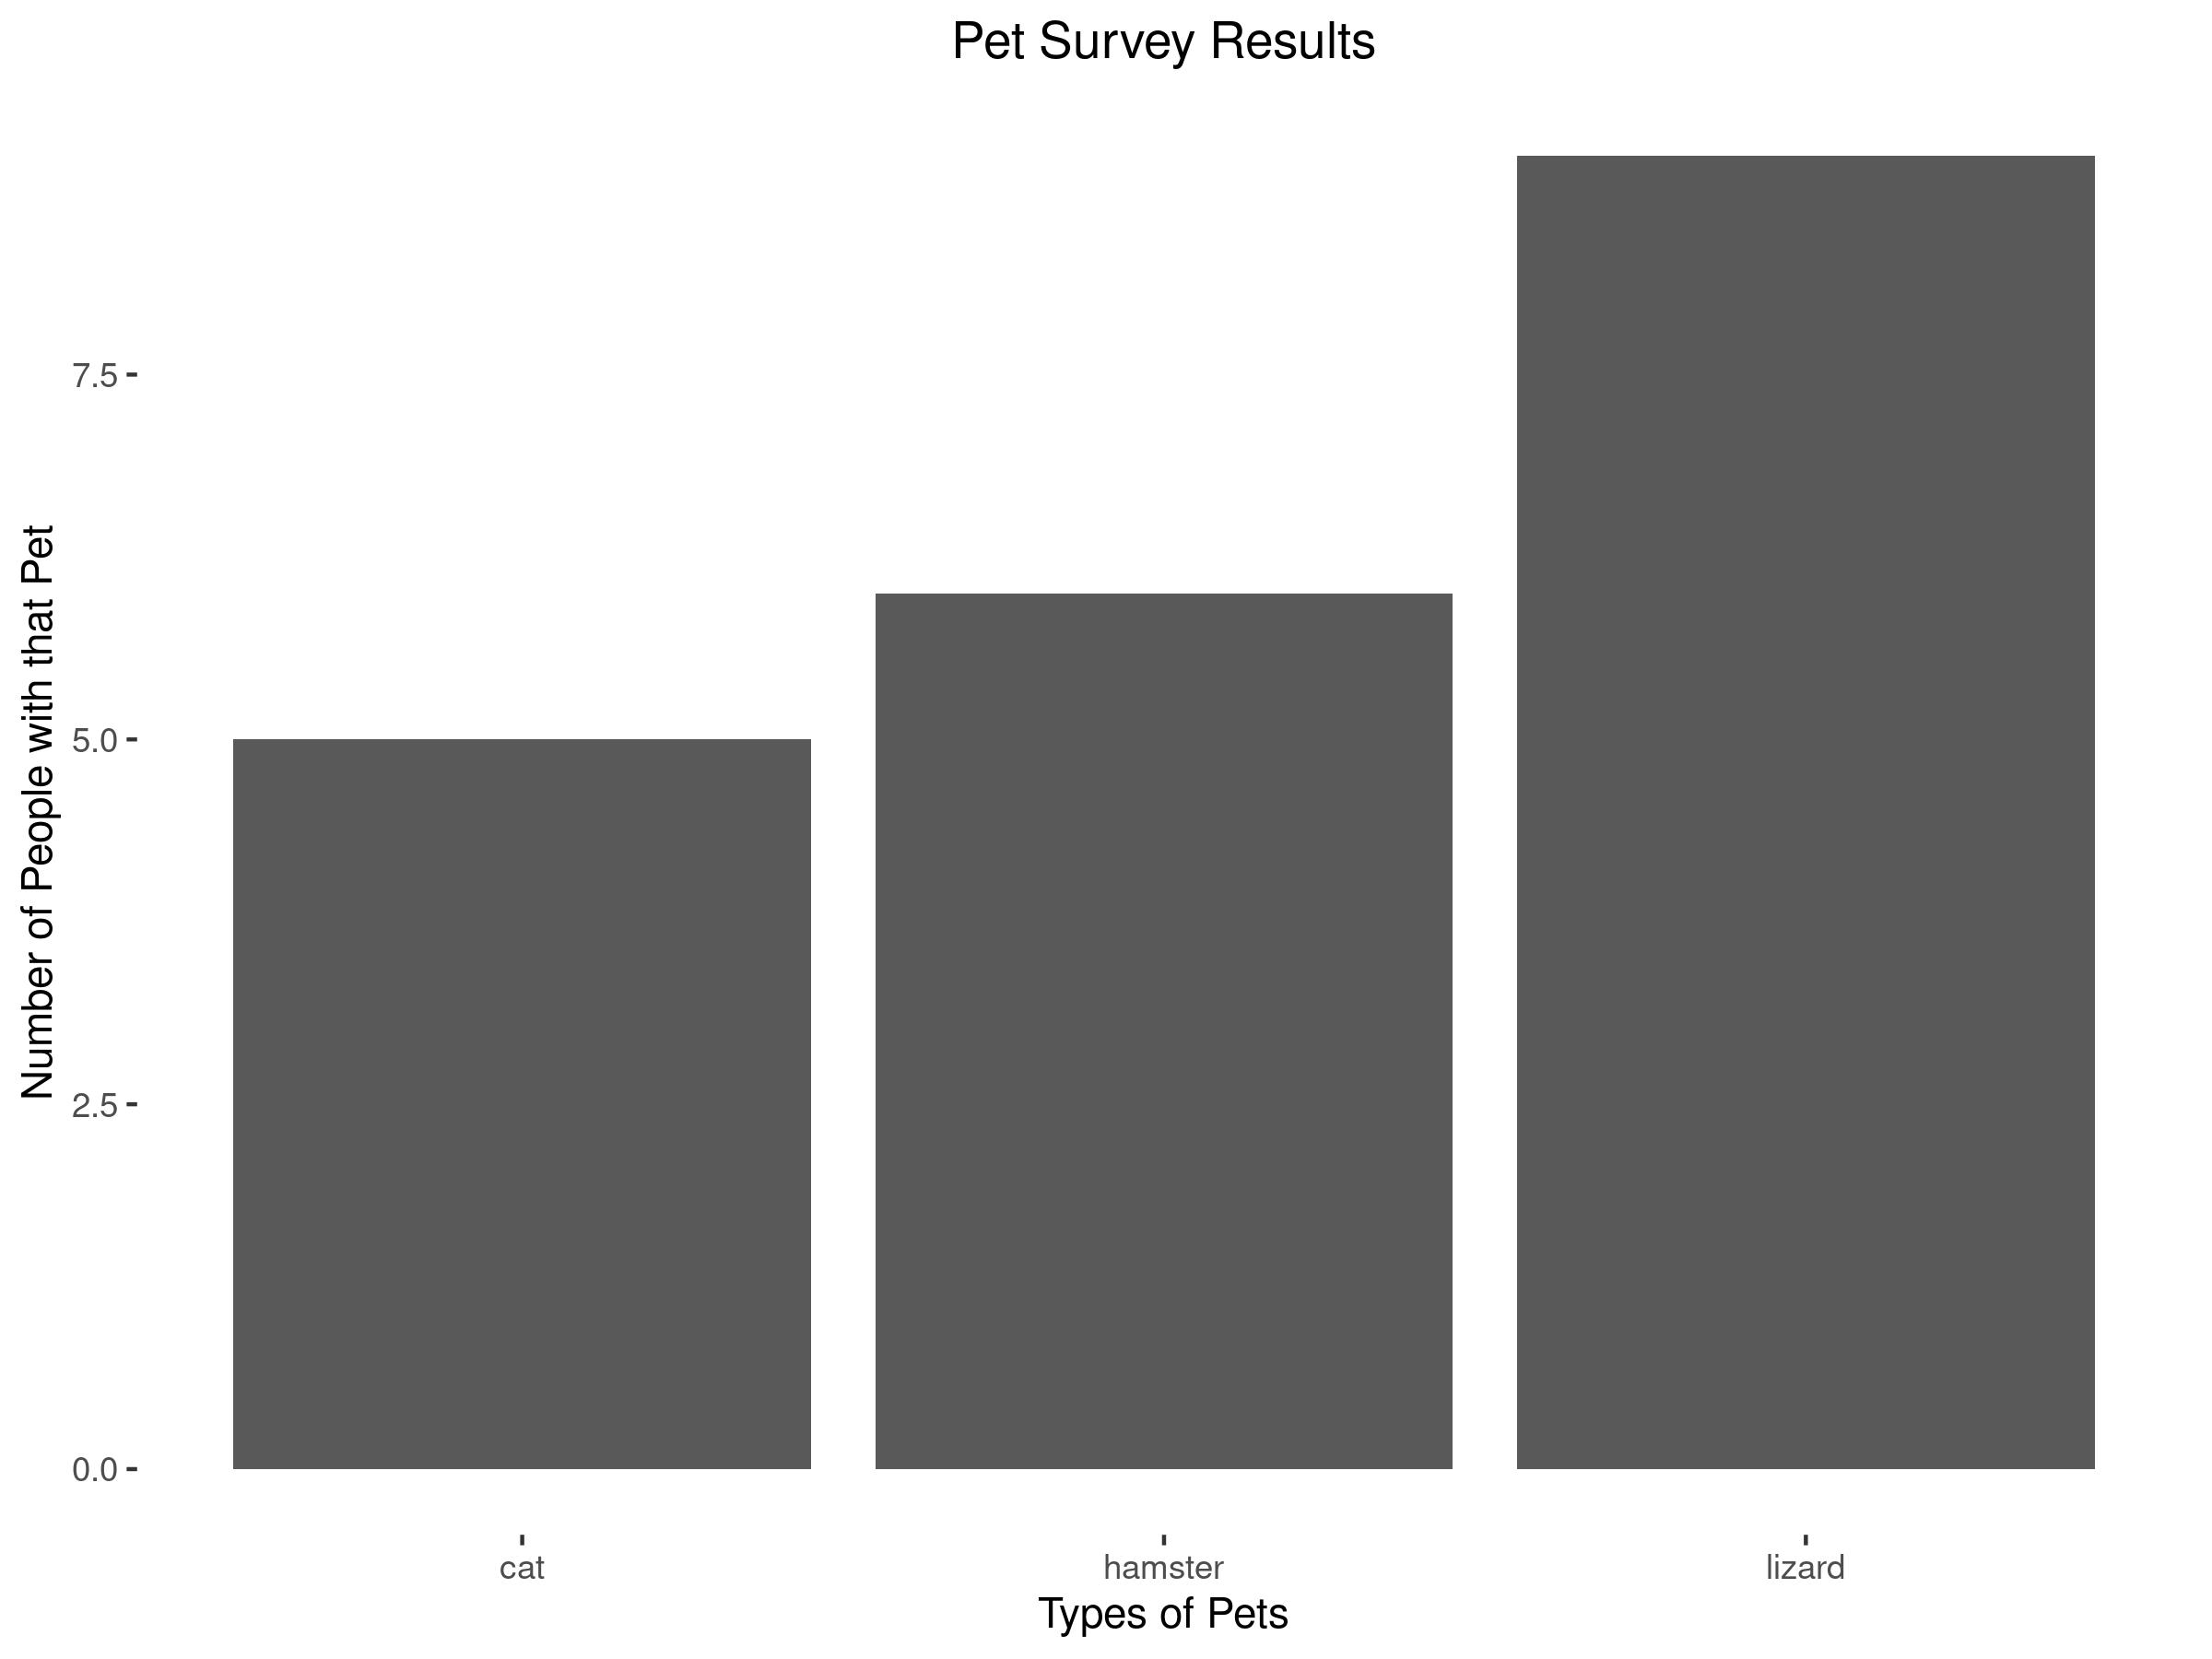 Pet Survey Results
Number of People with that Pet
7.5
5.0
2.5
0.0
cat
hamster
lizard
Types of Pets